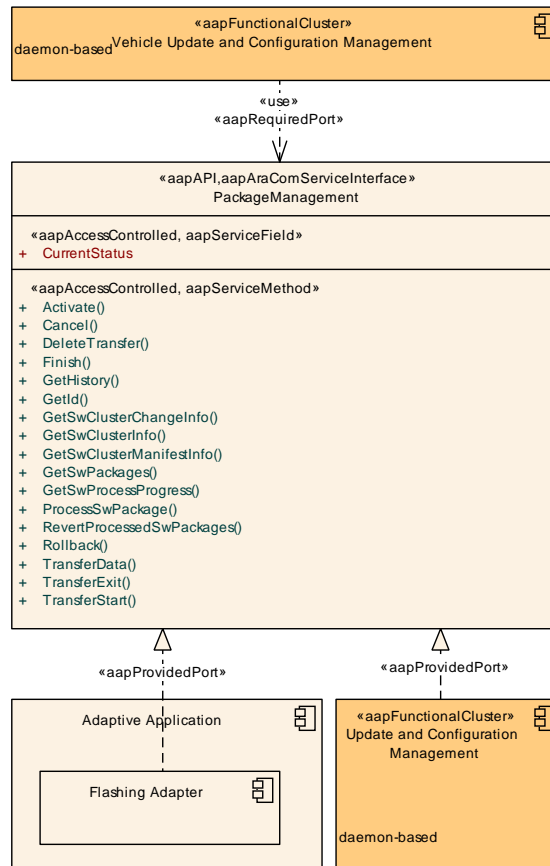 «aapFunctionalCluster»
Vehicle Update and Configuration Management
daemon-based
«use»
«aapRequiredPort»
«aapAPI,aapAraComServiceInterface»
PackageManagement
«aapAccessControlled, aapServiceField»
+ CurrentStatus
«aapAccessControlled, aapServiceMethod»
+ Activate()
+ Cancel()
+ DeleteTransfer()
+ Finish()
+ GetHistory()
+ GetId()
+ GetSwClusterChangeInfo()
+ GetSwClusterInfo()
+ GetSwClusterManifestInfo()
+ GetSwPackages()
+ GetSwProcessProgress()
+ ProcessSwPackage()
+ RevertProcessedSwPackages()
+ Rollback()
+ TransferData()
+ TransferExit()
+ TransferStart()
«aapProvidedPort»
«aapProvidedPort»
Adaptive Application
Flashing Adapter
«aapFunctionalCluster»
Update and Configuration
Management
daemon-based